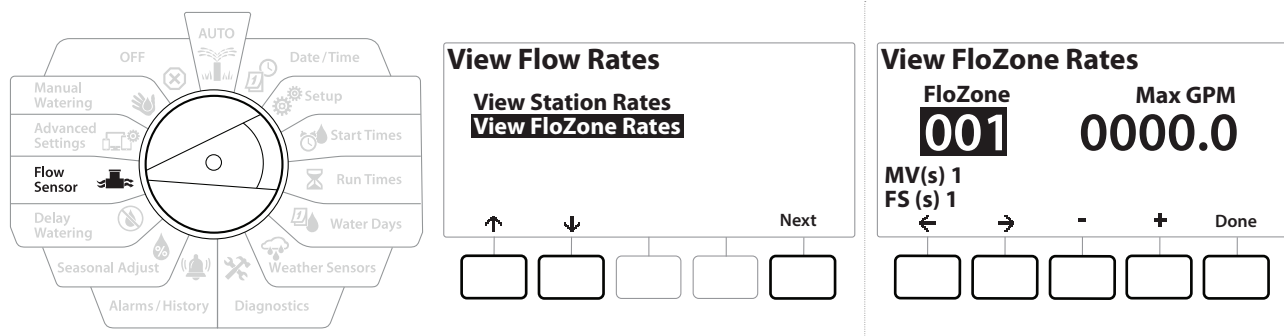 AUTO
Date/Time
Setup
Start Times
Run Times
Water Days
Weather Sensors
Diagnostics
Alarms/History
Seasonal Adjust
Delay
Watering
Flow
Sensor
Advanced
Settings
Manual
Watering
OFF
View Flow Rates
View Station Rates
View FloZone Rates
↑ ↓ Next
View FloZone Rates
FloZone Max GPM
001 0000.0
MV(s) 1
FS (s) 1
← → - + Done